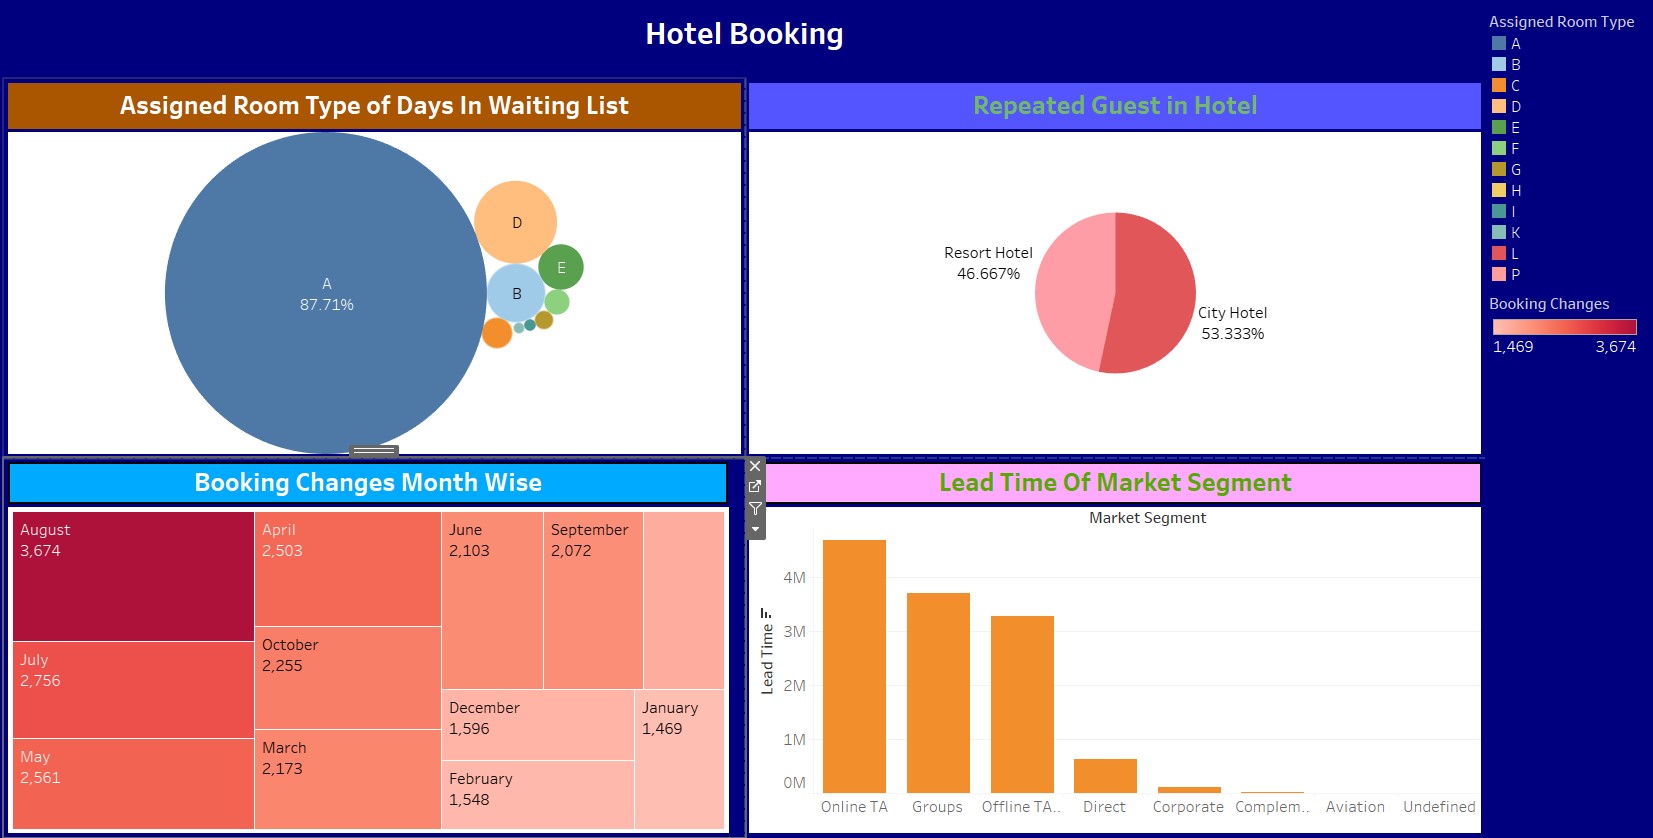 Hotel Booking
Assigned Room Type of Days In Waiting List
A
87.71%
D
B
E
Repeated Guest in Hotel
Resort Hotel
46.667%
City Hotel
53.333%
Assigned Room Type
A
B
C
D
E
F
G
H
I
K
L
P
Booking Changes
1,469 3,674
Booking Changes Month Wise
August
3,674
July
2,756
May
2,561
April
2,503
October
2,255
March
2,173
June
2,103
September
2,072
December
1,596
February
1,548
January
1,469
Lead Time Of Market Segment
Market Segment
Lead Time
4M
3M
2M
1M
0M
Online TA Groups Offline TA.. Direct Corporate Complem.. Aviation Undefined